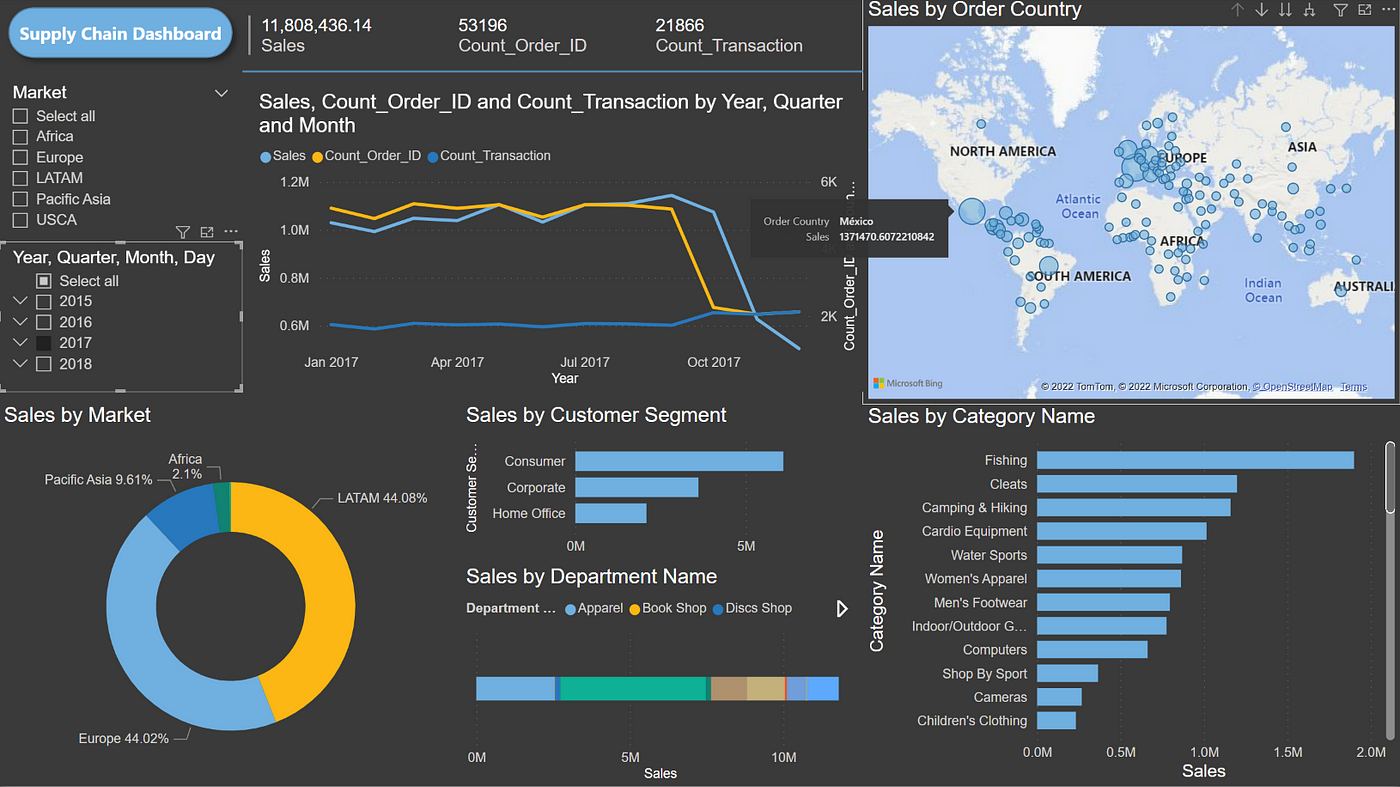 Supply Chain Dashboard
11,808,436.14
Sales
53196
Count_Order_ID
21866
Count_Transaction
Market
Select all
Africa
Europe
LATAM
Pacific Asia
USCA
Year, Quarter, Month, Day
Select all
2015
2016
2017
2018
Sales, Count_Order_ID and Count_Transaction by Year, Quarter
and Month
Sales Count_Order_ID Count_Transaction
1.2M
1.0M
0.8M
0.6M
Sales
6K
2K
Count_Order_ID
Jan 2017 Apr 2017 Jul 2017 Oct 2017
Year
Sales by Order Country
NORTH AMERICA
EUROPE
ASIA
Atlantic
Ocean
AFRICA
SOUTH AMERICA
Indian
Ocean
AUSTRALI
Order Country México
Sales 1371470.6072210842
Microsoft Bing
© 2022 TomTom, © 2022 Microsoft Corporation, © OpenStreetMap Terms
Sales by Market
Africa
2.1%
Pacific Asia 9.61%
LATAM 44.08%
Europe 44.02%
Sales by Customer Segment
Customer Se...
Consumer
Corporate
Home Office
0M 5M
Sales by Department Name
Department ... Apparel Book Shop Discs Shop
0M 5M 10M
Sales
Sales by Category Name
Category Name
Fishing
Cleats
Camping & Hiking
Cardio Equipment
Water Sports
Women's Apparel
Men's Footwear
Indoor/Outdoor G...
Computers
Shop By Sport
Cameras
Children's Clothing
0.0M 0.5M 1.0M 1.5M 2.0M
Sales